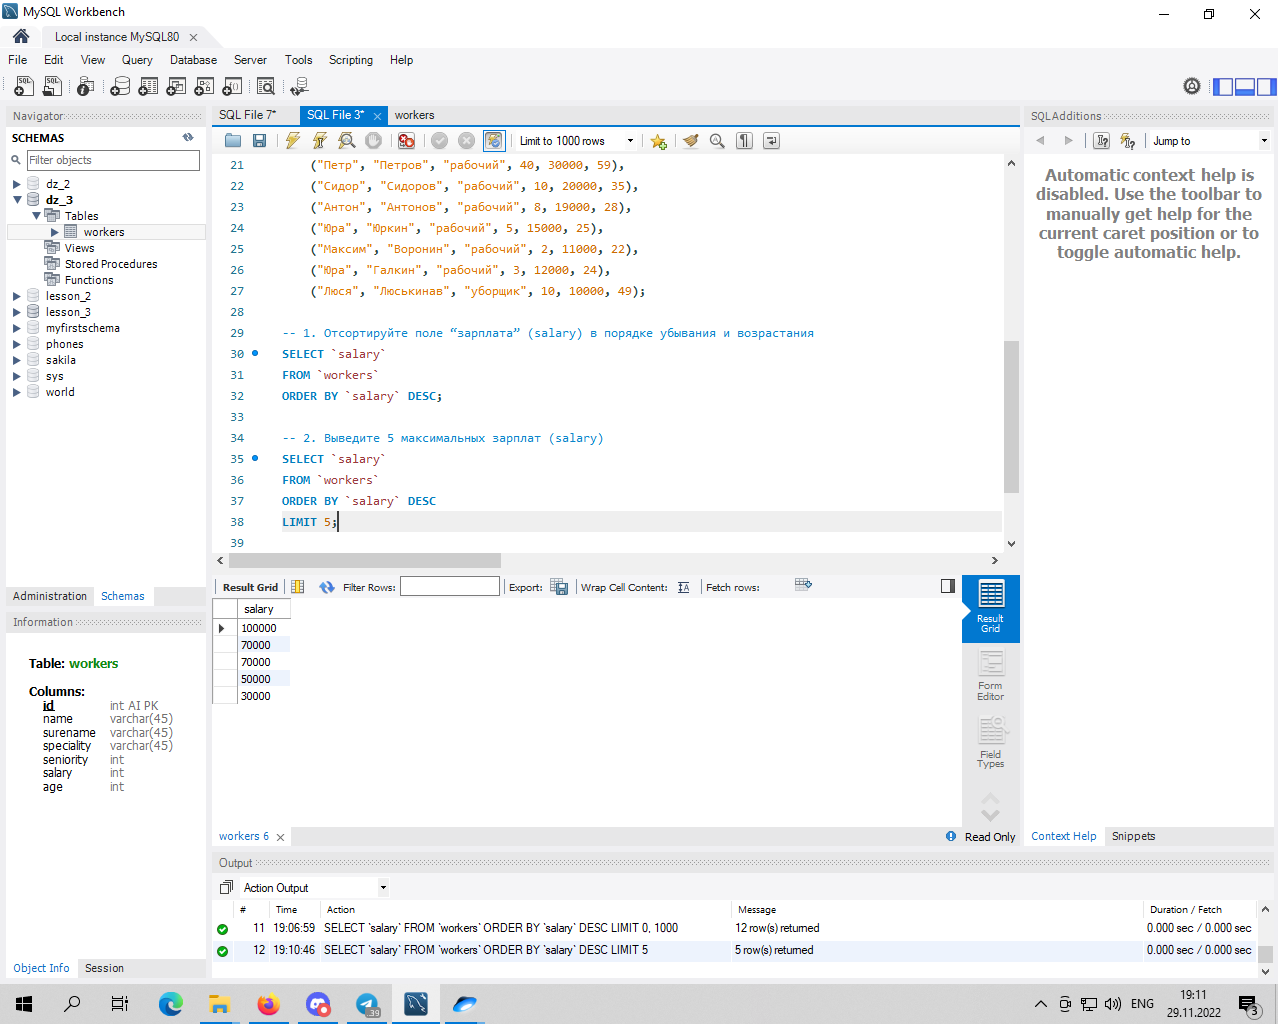 MySQL Workbench
Local instance MySQL80
File Edit View Query Database Server Tools Scripting Help
Navigator
SCHEMAS
Filter objects
dz_2
dz_3
Tables
workers
Views
Stored Procedures
Functions
lesson_2
lesson_3
myfirstschema
phones
sakila
sys
world
Administration Schemas
Information
Table: workers
Columns:
id int AI PK
name varchar(45)
surename varchar(45)
speciality varchar(45)
seniority int
salary int
age int
Object Info Session
SQL File 7* SQL File 3* workers
Limit to 1000 rows
21 ("Петр", "Петров", "рабочий", 40, 30000, 59),
22 ("Сидор", "Сидоров", "рабочий", 10, 20000, 35),
23 ("Антон", "Антонов", "рабочий", 8, 19000, 28),
24 ("Юра", "Юркин", "рабочий", 5, 15000, 25),
25 ("Максим", "Воронин", "рабочий", 2, 11000, 22),
26 ("Юра", "Галкин", "рабочий", 3, 12000, 24),
27 ("Люся", "Люськинав", "уборщик", 10, 10000, 49);
28
29 -- 1. Отсортируйте поле “зарплата” (salary) в порядке убывания и возрастания
30 SELECT `salary`
31 FROM `workers`
32 ORDER BY `salary` DESC;
33
34 -- 2. Выведите 5 максимальных зарплат (salary)
35 SELECT `salary`
36 FROM `workers`
37 ORDER BY `salary` DESC
38 LIMIT 5;
39
Result Grid Filter Rows: Export: Wrap Cell Content: Fetch rows:
salary
100000
70000
70000
50000
30000
Result Grid
Form Editor
Field Types
workers 6 Read Only
SQLAdditions
Jump to
Automatic context help is
disabled. Use the toolbar to
manually get help for the
current caret position or to
toggle automatic help.
Context Help Snippets
Output
Action Output
# Time Action Message Duration / Fetch
11 19:06:59 SELECT `salary` FROM `workers` ORDER BY `salary` DESC LIMIT 0, 1000 12 row(s) returned 0.000 sec / 0.000 sec
12 19:10:46 SELECT `salary` FROM `workers` ORDER BY `salary` DESC LIMIT 5 5 row(s) returned 0.000 sec / 0.000 sec
39
ENG
19:11
29.11.2022
3